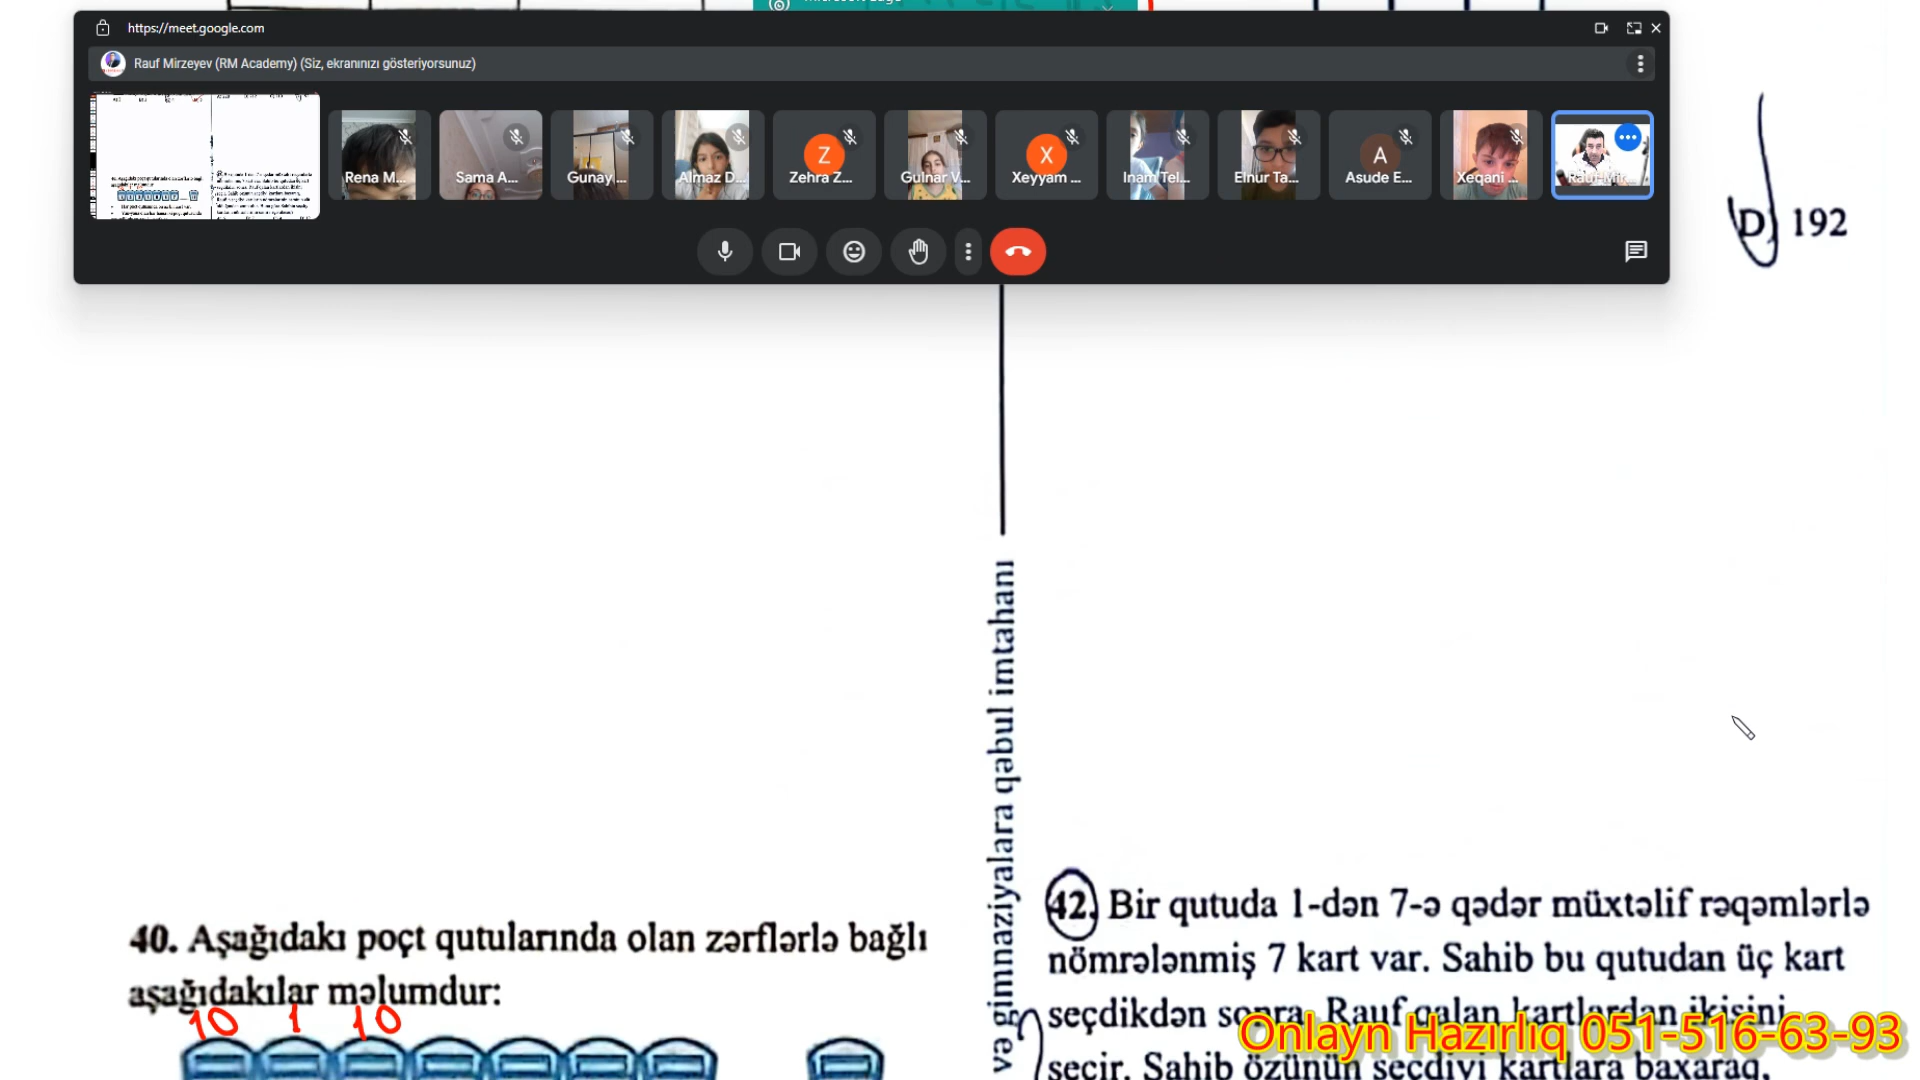 Microsoft Edge
https://meet.google.com
Rauf Mirzeyev (RM Academy) (Siz, ekranınızı gösteriyorsunuz)
Rena M...
Sama A...
Gunay ...
Almaz D...
Z
Zehra Z...
Gulnar V...
X
Xeyyam ...
Inam Tel...
Elnur Ta...
A
Asude E...
Xeqani ...
Rauf Mir...
D) 192
və gimnaziyalara qəbul imtahanı
40. Aşağıdakı poçt qutularında olan zərflərlə bağlı
aşağıdakılar məlumdur:
10 1 10
42. Bir qutuda 1-dən 7-ə qədər müxtəlif rəqəmlərlə
nömrələnmiş 7 kart var. Sahib bu qutudan üç kart
seçdikdən sonra, Rauf qalan kartlardan ikisini
seçir. Sahib özünün seçdiyi kartlara baxaraq,
Onlayn Hazırlıq 051-516-63-93